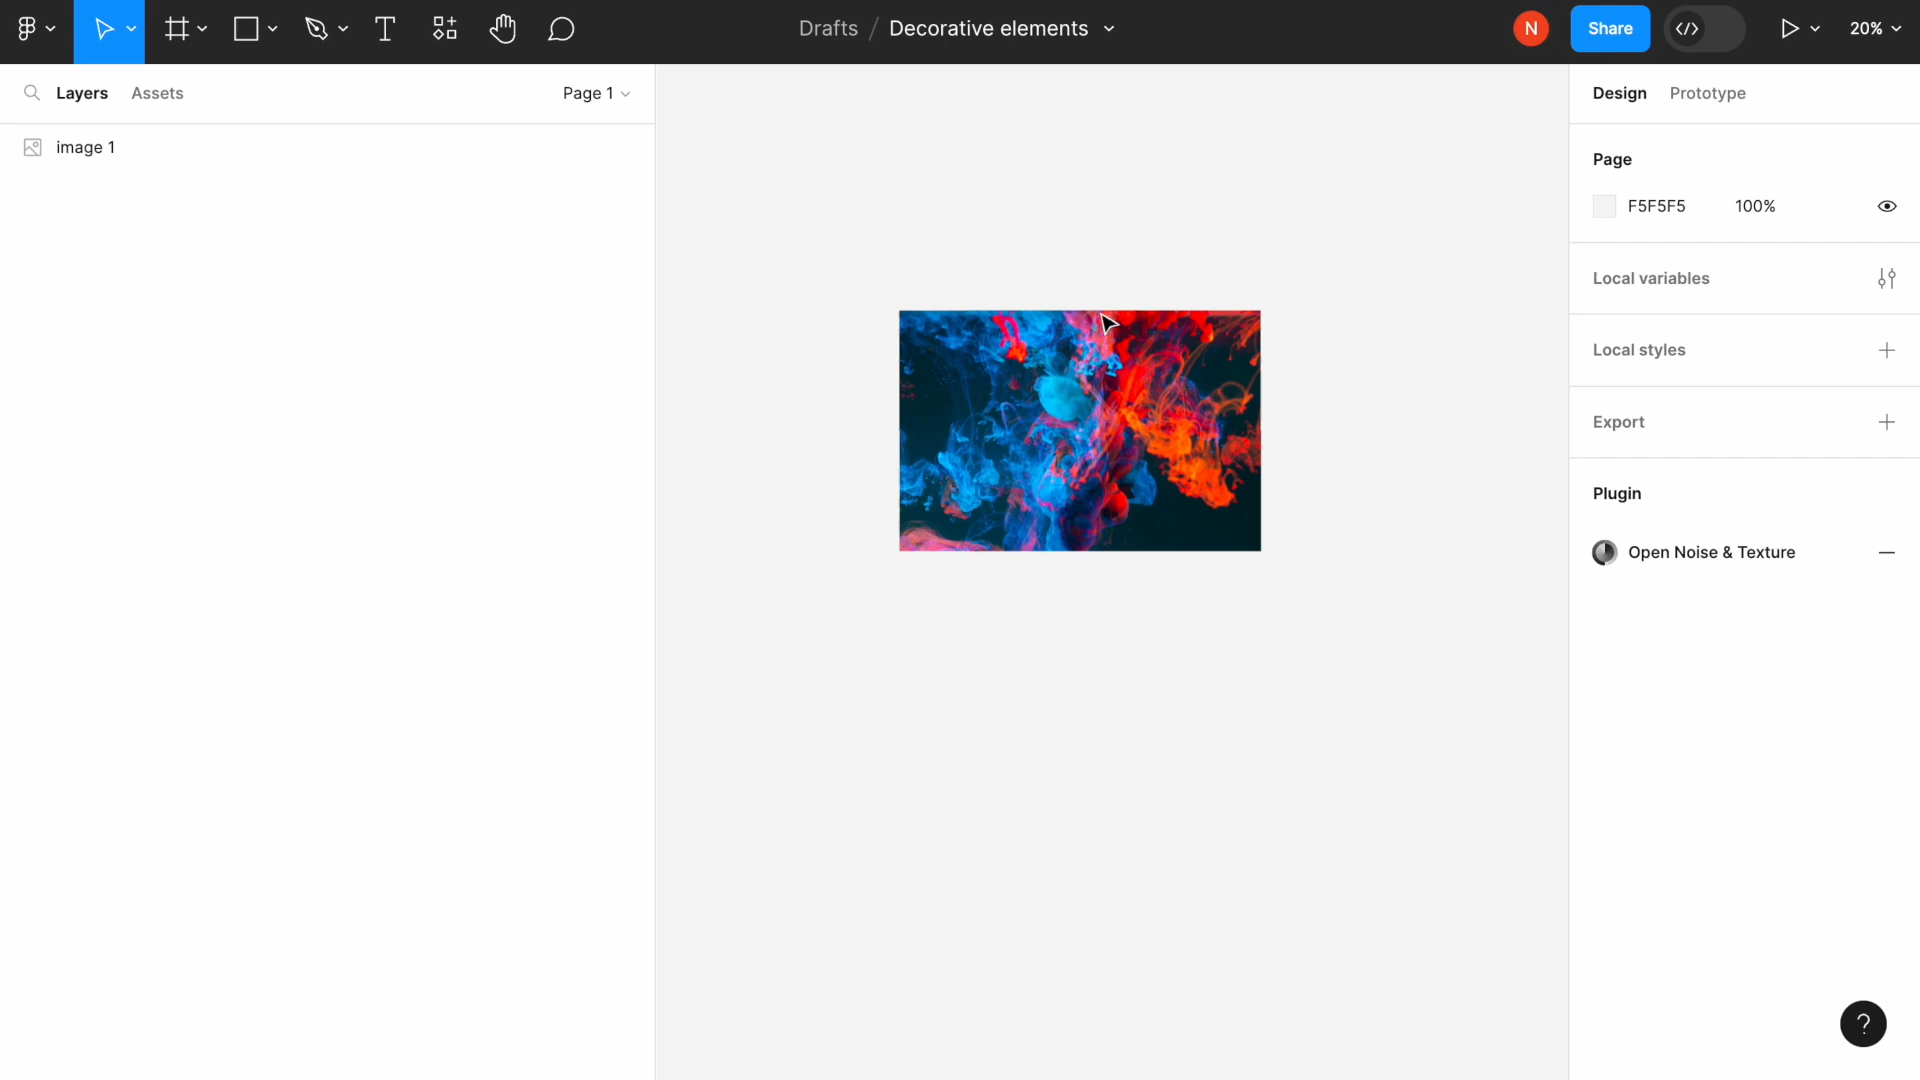 Drafts / Decorative elements
N
Share
20%
Layers
Assets
Page 1
image 1
Design
Prototype
Page
F5F5F5
100%
Local variables
Local styles
Export
Plugin
Open Noise & Texture
?